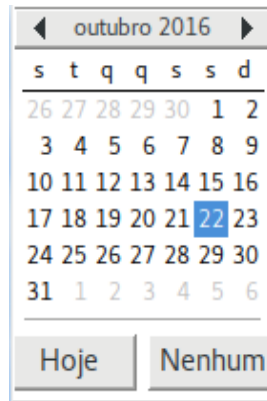 outubro 2016
s t q q s s d
26 27 28 29 30 1 2
3 4 5 6 7 8 9
10 11 12 13 14 15 16
17 18 19 20 21 22 23
24 25 26 27 28 29 30
31 1 2 3 4 5 6
Hoje Nenhum